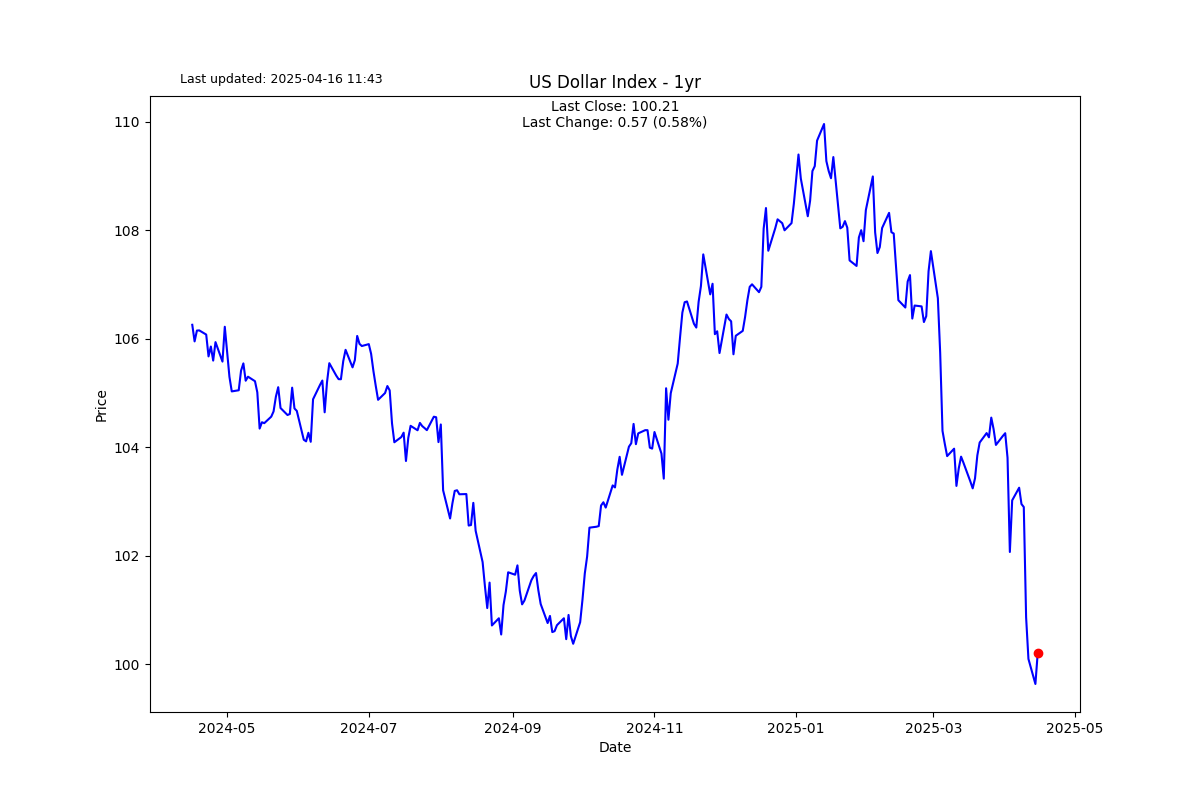 Last updated: 2025-04-16 11:43
US Dollar Index - 1yr
Last Close: 100.21
Last Change: 0.57 (0.58%)
110
108
106
104
102
100
Price
2024-05
2024-07
2024-09
2024-11
2025-01
2025-03
2025-05
Date